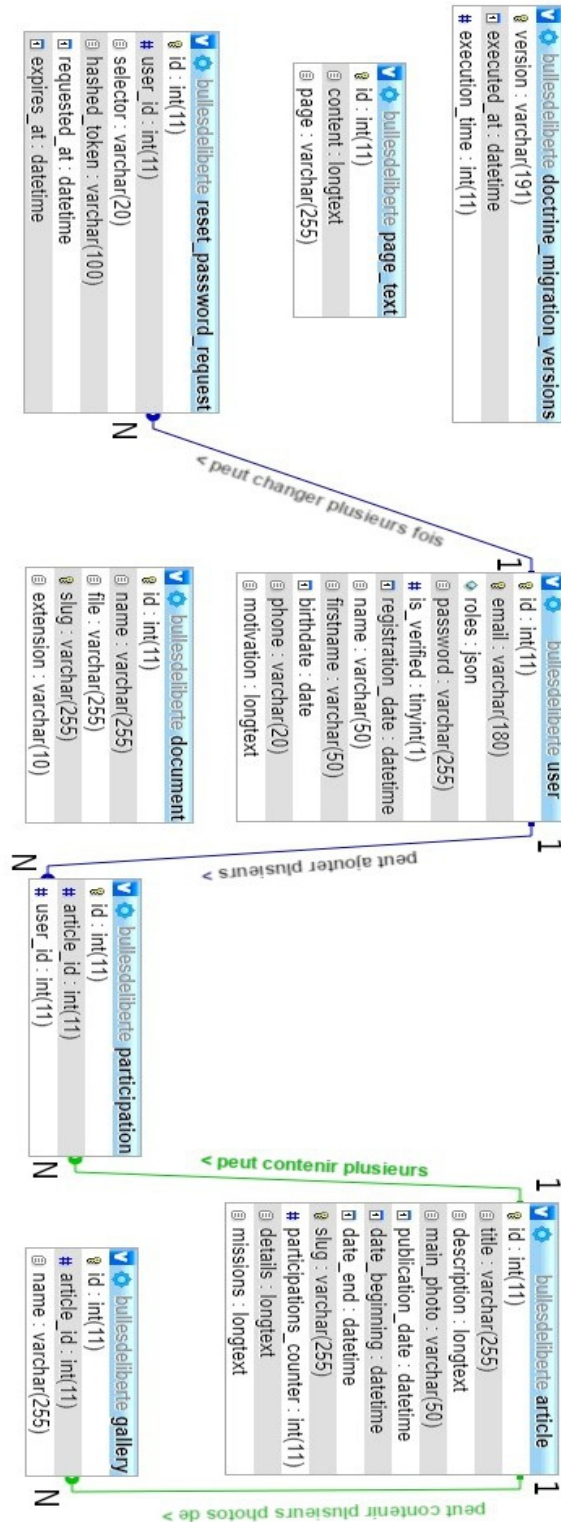 bullesdeliberte doctrine_migration_versions
version : varchar(191)
executed_at : datetime
# execution_time : int(11)
bullesdeliberte page_text
id : int(11)
content : longtext
page : varchar(255)
bullesdeliberte reset_password_request
id : int(11)
# user_id : int(11)
selector : varchar(20)
hashed_token : varchar(100)
requested_at : datetime
expires_at : datetime
N
< peut changer plusieurs fois
1
bullesdeliberte user
id : int(11)
email : varchar(180)
roles : json
password : varchar(255)
# is_verified : tinyint(1)
registration_date : datetime
name : varchar(50)
firstname : varchar(50)
birthdate : date
phone : varchar(20)
motivation : longtext
bullesdeliberte document
id : int(11)
name : varchar(255)
file : varchar(255)
slug : varchar(255)
extension : varchar(10)
1
peut ajouter plusieurs >
N
bullesdeliberte participation
id : int(11)
# article_id : int(11)
# user_id : int(11)
N
< peut contenir plusieurs
1
bullesdeliberte article
id : int(11)
title : varchar(255)
description : longtext
main_photo : varchar(50)
publication_date : datetime
date_beginning : datetime
date_end : datetime
slug : varchar(255)
# participations_counter : int(11)
details : longtext
missions : longtext
bullesdeliberte gallery
id : int(11)
# article_id : int(11)
name : varchar(255)
1
peut contenir plusieurs photos de >
N